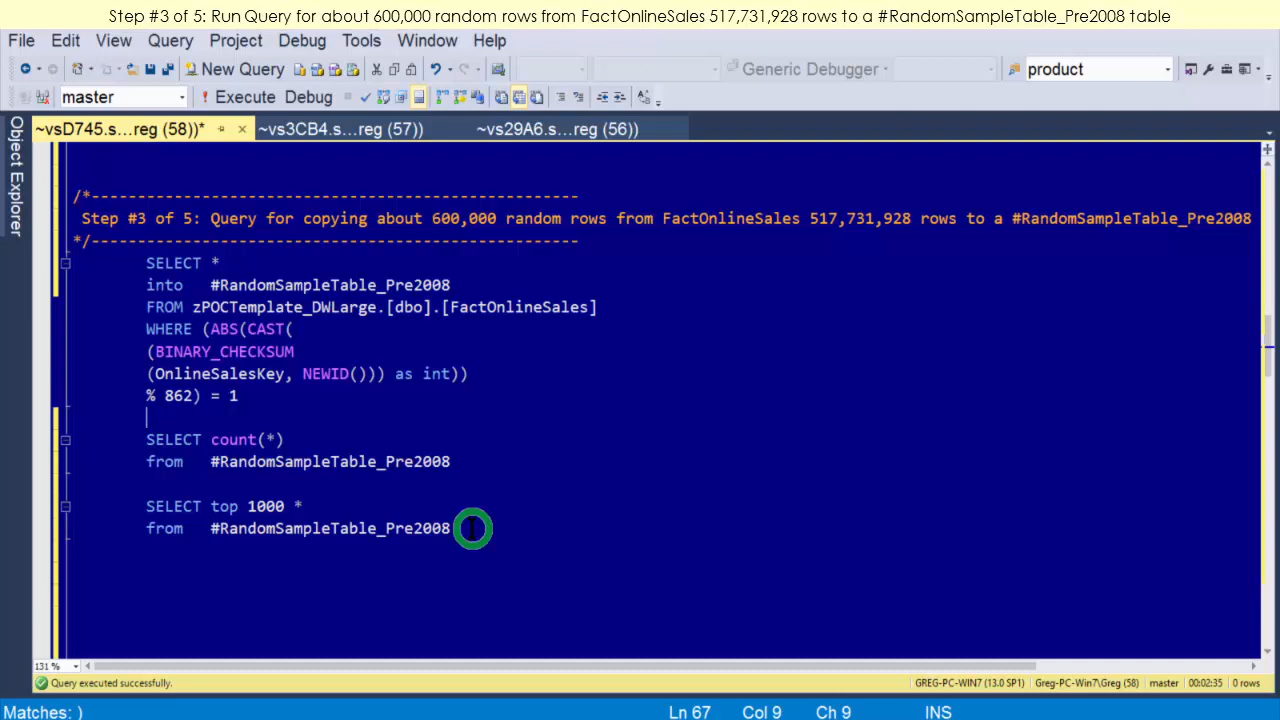 Step #3 of 5: Run Query for about 600,000 random rows from FactOnlineSales 517,731,928 rows to a #RandomSampleTable_Pre2008 table
File Edit View Query Project Debug Tools Window Help
New Query Generic Debugger product
master ! Execute Debug
~vsD745.s...reg (58))* ~vs3CB4.s...reg (57)) ~vs29A6.s...reg (56))
Object Explorer
/*-----------------------------------------------------
Step #3 of 5: Query for copying about 600,000 random rows from FactOnlineSales 517,731,928 rows to a #RandomSampleTable_Pre2008
*/-----------------------------------------------------
SELECT *
into #RandomSampleTable_Pre2008
FROM zPOCTemplate_DWLarge.[dbo].[FactOnlineSales]
WHERE (ABS(CAST(
(BINARY_CHECKSUM
(OnlineSalesKey, NEWID())) as int))
% 862) = 1
SELECT count(*)
from #RandomSampleTable_Pre2008
SELECT top 1000 *
from #RandomSampleTable_Pre2008
131 %
Query executed successfully. GREG-PC-WIN7 (13.0 SP1) Greg-PC-Win7\Greg (58) master 00:02:35 0 rows
Matches: ) Ln 67 Col 9 Ch 9 INS